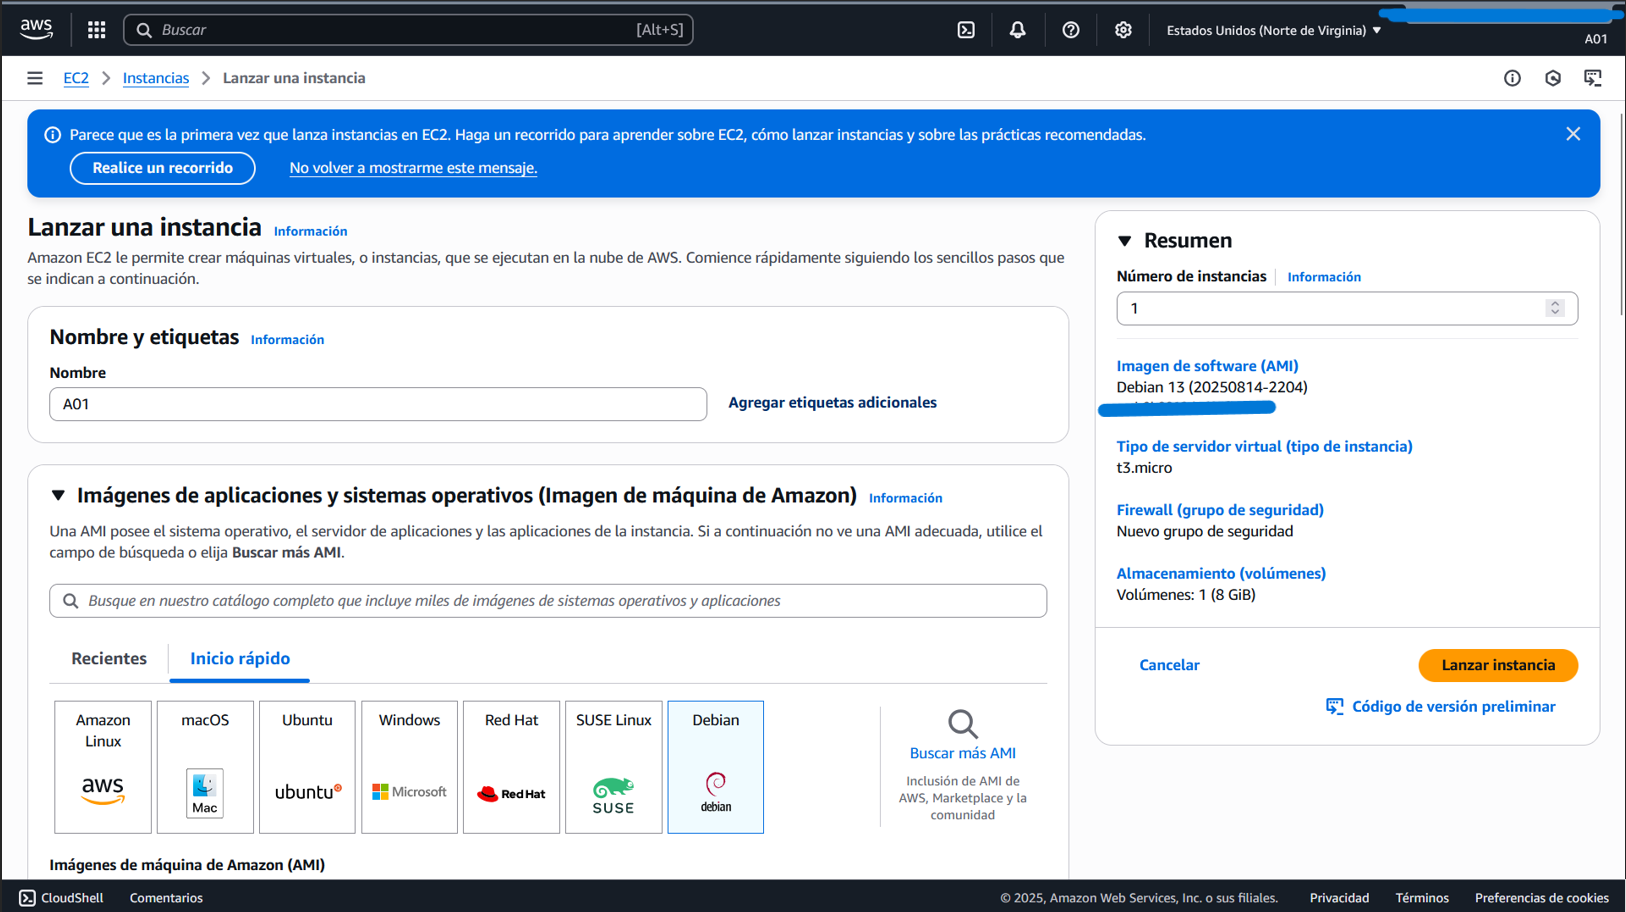 aws
Buscar
[Alt+S]
Estados Unidos (Norte de Virginia)
A01
EC2
Instancias
Lanzar una instancia
Parece que es la primera vez que lanza instancias en EC2. Haga un recorrido para aprender sobre EC2, cómo lanzar instancias y sobre las prácticas recomendadas.
Realice un recorrido
No volver a mostrarme este mensaje.
Lanzar una instancia
Información
Amazon EC2 le permite crear máquinas virtuales, o instancias, que se ejecutan en la nube de AWS. Comience rápidamente siguiendo los sencillos pasos que
se indican a continuación.
Nombre y etiquetas
Información
Nombre
A01
Agregar etiquetas adicionales
Imágenes de aplicaciones y sistemas operativos (Imagen de máquina de Amazon)
Información
Una AMI posee el sistema operativo, el servidor de aplicaciones y las aplicaciones de la instancia. Si a continuación no ve una AMI adecuada, utilice el
campo de búsqueda o elija Buscar más AMI.
Busque en nuestro catálogo completo que incluye miles de imágenes de sistemas operativos y aplicaciones
Recientes
Inicio rápido
Amazon
Linux
aws
macOS
Mac
Ubuntu
ubuntu
Windows
Microsoft
Red Hat
Red Hat
SUSE Linux
SUSE
Debian
debian
Buscar más AMI
Inclusión de AMI de
AWS, Marketplace y la
comunidad
Imágenes de máquina de Amazon (AMI)
Resumen
Número de instancias
Información
1
Imagen de software (AMI)
Debian 13 (20250814-2204)
Tipo de servidor virtual (tipo de instancia)
t3.micro
Firewall (grupo de seguridad)
Nuevo grupo de seguridad
Almacenamiento (volúmenes)
Volúmenes: 1 (8 GiB)
Cancelar
Lanzar instancia
Código de versión preliminar
CloudShell
Comentarios
© 2025, Amazon Web Services, Inc. o sus filiales.
Privacidad
Términos
Preferencias de cookies